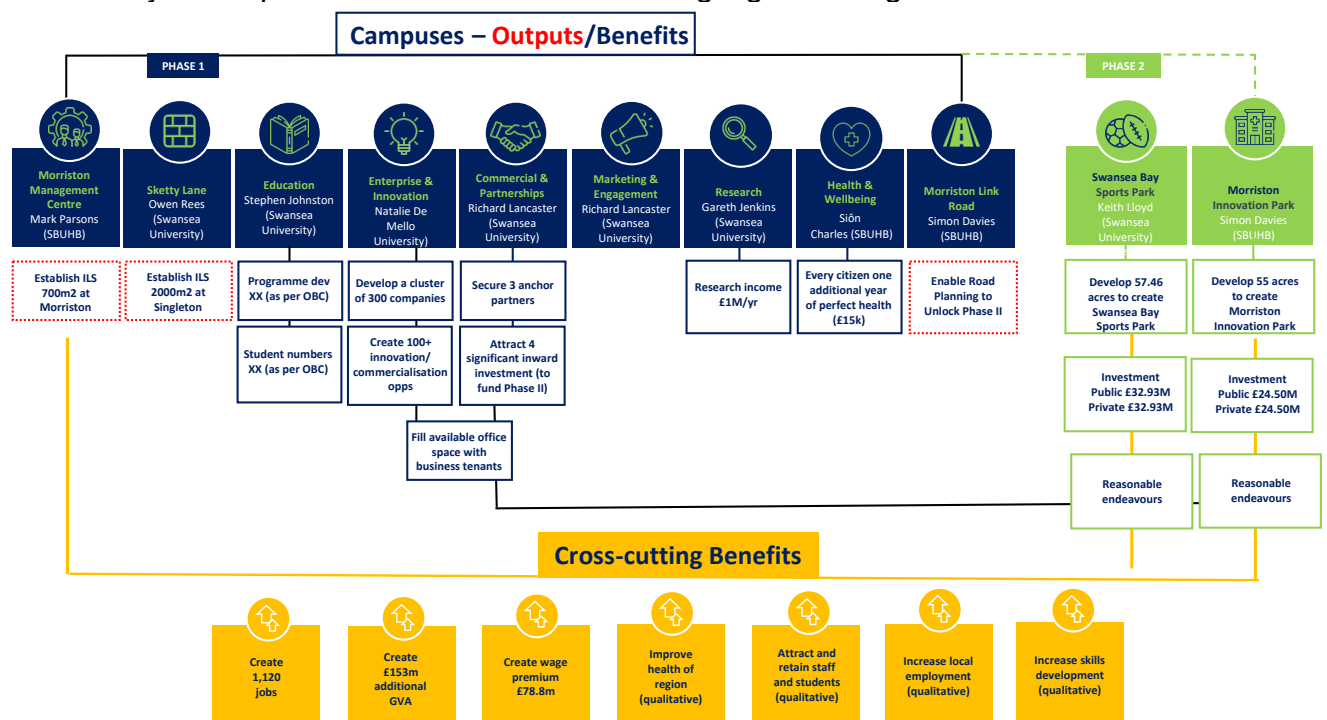 Campuses – Outputs/Benefits
PHASE 1
PHASE 2
Morriston
Management
Centre
Mark Parsons
(SBUHB)
Sketty Lane
Owen Rees
(Swansea
University)
Education
Stephen Johnston
(Swansea
University)
Enterprise &
Innovation
Natalie De
Mello
University)
Commercial &
Partnerships
Richard Lancaster
(Swansea
University)
Marketing &
Engagement
Richard Lancaster
(Swansea
University)
Research
Gareth Jenkins
(Swansea
University)
Health &
Wellbeing
Siôn
Charles (SBUHB)
Morriston Link
Road
Simon Davies
(SBUHB)
Swansea Bay
Sports Park
Keith Lloyd
(Swansea
University)
Morriston
Innovation Park
Simon Davies
(SBUHB)
Establish ILS
700m2 at
Morriston
Establish ILS
2000m2 at
Singleton
Programme dev
XX (as per OBC)
Develop a cluster
of 300 companies
Secure 3 anchor
partners
Research income
£1M/yr
Every citizen one
additional year
of perfect health
(£15k)
Enable Road
Planning to
Unlock Phase II
Develop 57.46
acres to create
Swansea Bay
Sports Park
Develop 55 acres
to create
Morriston
Innovation Park
Student numbers
XX (as per OBC)
Create 100+
innovation/
commercialisation
opps
Attract 4
significant inward
investment (to
fund Phase II)
Investment
Public £32.93M
Private £32.93M
Investment
Public £24.50M
Private £24.50M
Fill available office
space with
business tenants
Reasonable
endeavours
Reasonable
endeavours
Cross-cutting Benefits
Create
1,120
jobs
Create
£153m
additional
GVA
Create wage
premium
£78.8m
Improve
health of
region
(qualitative)
Attract and
retain staff
and students
(qualitative)
Increase local
employment
(qualitative)
Increase skills
development
(qualitative)